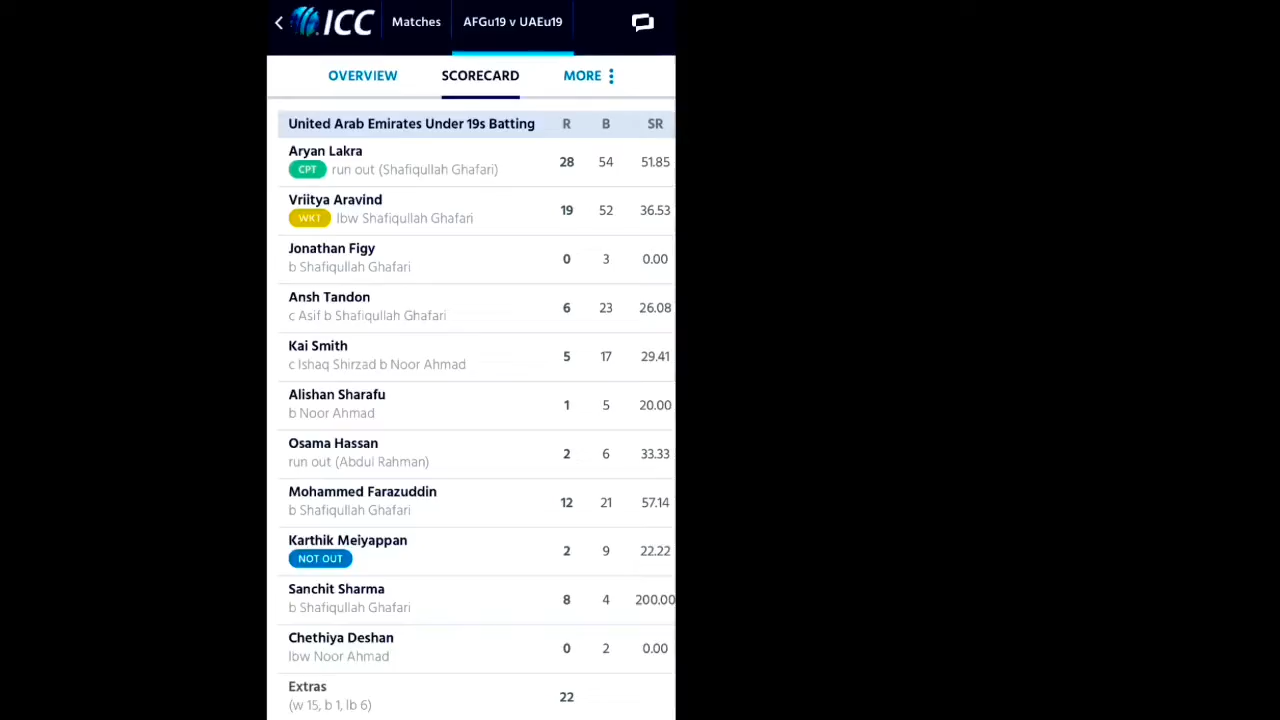 ICC Matches AFGu19 v UAEu19
OVERVIEW SCORECARD MORE
United Arab Emirates Under 19s Batting R B SR
Aryan Lakra
CPT run out (Shafiqullah Ghafari) 28 54 51.85
Vriitya Aravind
WKT lbw Shafiqullah Ghafari 19 52 36.53
Jonathan Figy
b Shafiqullah Ghafari 0 3 0.00
Ansh Tandon
c Asif b Shafiqullah Ghafari 6 23 26.08
Kai Smith
c Ishaq Shirzad b Noor Ahmad 5 17 29.41
Alishan Sharafu
b Noor Ahmad 1 5 20.00
Osama Hassan
run out (Abdul Rahman) 2 6 33.33
Mohammed Farazuddin
b Shafiqullah Ghafari 12 21 57.14
Karthik Meiyappan
NOT OUT 2 9 22.22
Sanchit Sharma
b Shafiqullah Ghafari 8 4 200.00
Chethiya Deshan
lbw Noor Ahmad 0 2 0.00
Extras
(w 15, b 1, lb 6) 22